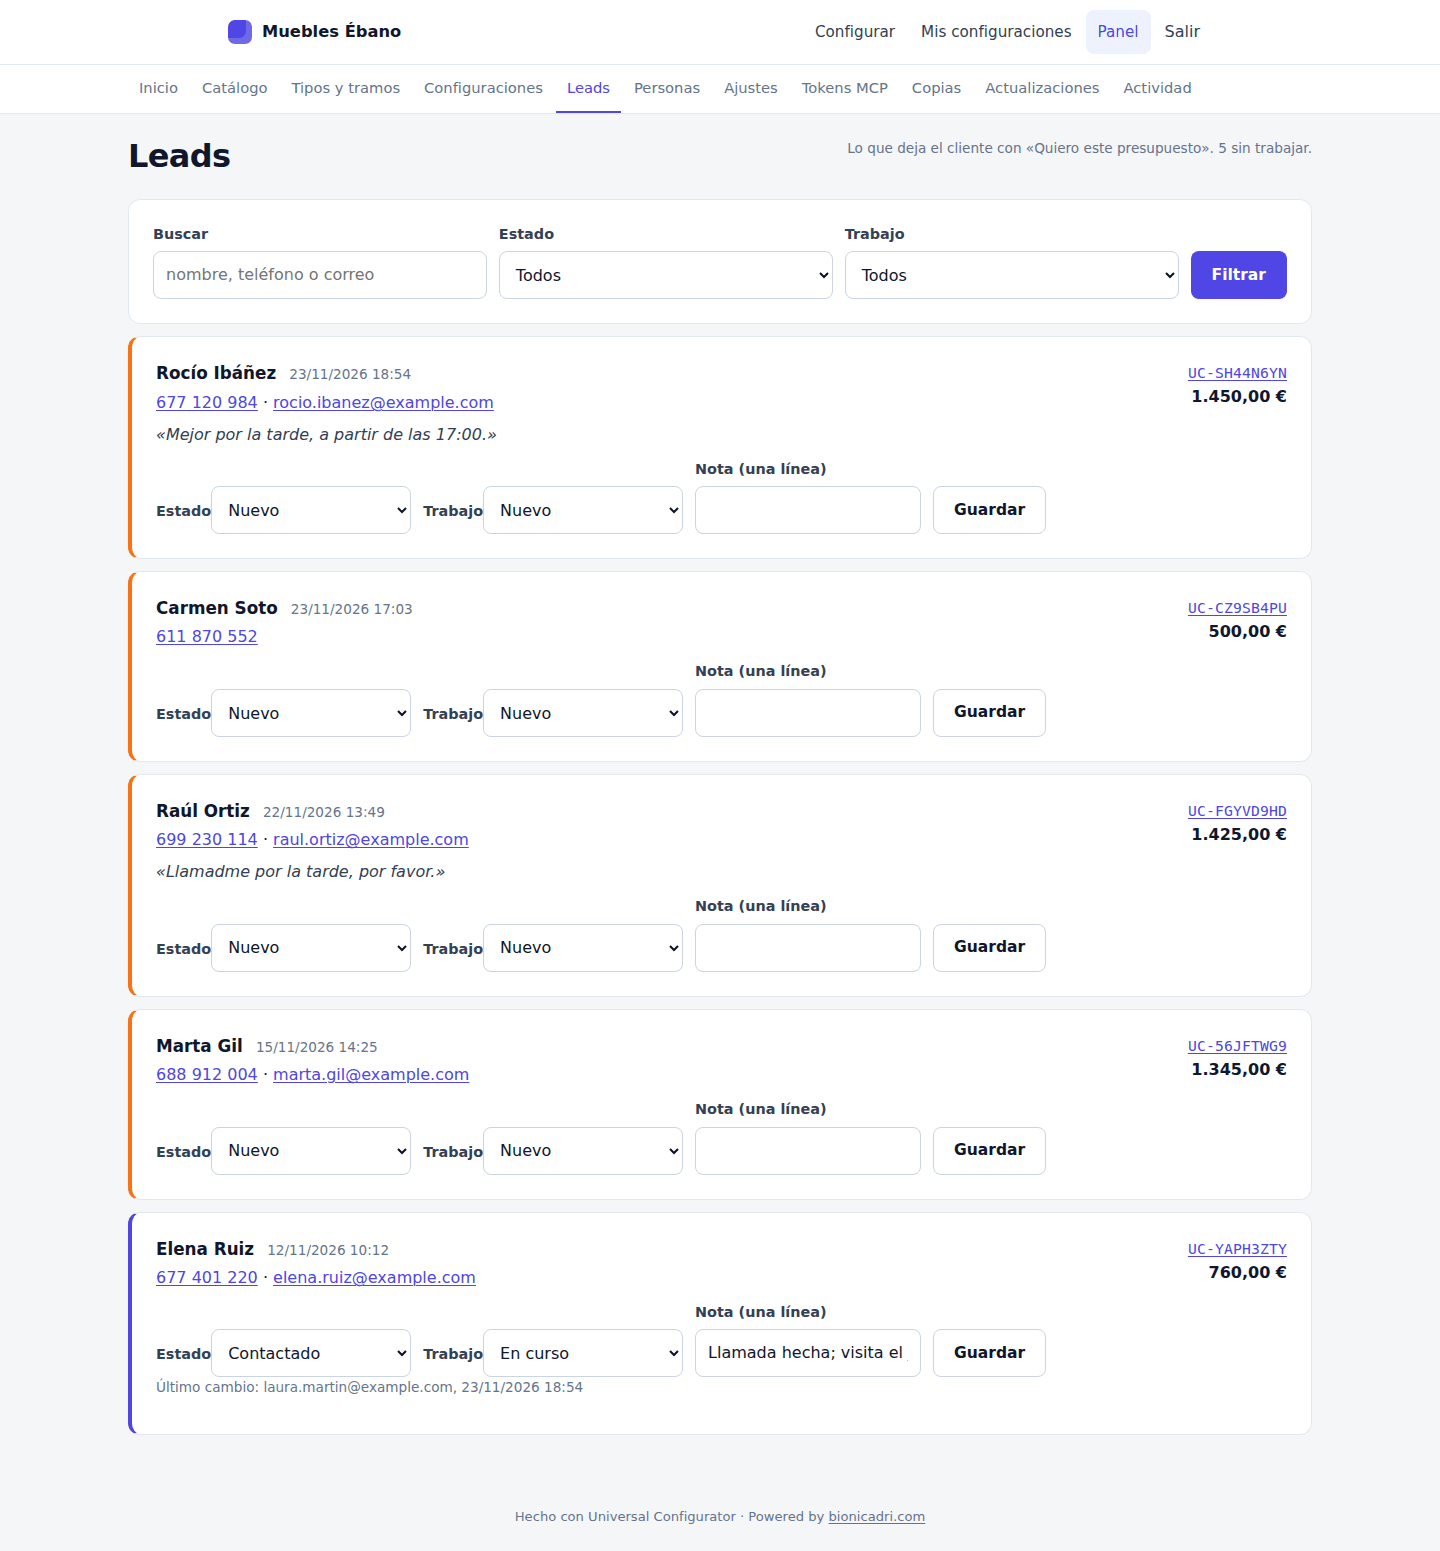 Muebles Ébano
Configurar Mis configuraciones Panel Salir
Inicio Catálogo Tipos y tramos Configuraciones Leads Personas Ajustes Tokens MCP Copias Actualizaciones Actividad
Leads
Lo que deja el cliente con «Quiero este presupuesto». 5 sin trabajar.
Buscar Estado Trabajo
nombre, teléfono o correo Todos Todos Filtrar
Rocío Ibáñez 23/11/2026 18:54 UC-SH44N6YN
677 120 984 · rocio.ibanez@example.com 1.450,00 €
«Mejor por la tarde, a partir de las 17:00.»
Nota (una línea)
Estado Nuevo Trabajo Nuevo Guardar
Carmen Soto 23/11/2026 17:03 UC-CZ9SB4PU
611 870 552 500,00 €
Nota (una línea)
Estado Nuevo Trabajo Nuevo Guardar
Raúl Ortiz 22/11/2026 13:49 UC-FGYVD9HD
699 230 114 · raul.ortiz@example.com 1.425,00 €
«Llamadme por la tarde, por favor.»
Nota (una línea)
Estado Nuevo Trabajo Nuevo Guardar
Marta Gil 15/11/2026 14:25 UC-56JFTWG9
688 912 004 · marta.gil@example.com 1.345,00 €
Nota (una línea)
Estado Nuevo Trabajo Nuevo Guardar
Elena Ruiz 12/11/2026 10:12 UC-YAPH3ZTY
677 401 220 · elena.ruiz@example.com 760,00 €
Nota (una línea)
Estado Contactado Trabajo En curso Llamada hecha; visita el Guardar
Último cambio: laura.martin@example.com, 23/11/2026 18:54
Hecho con Universal Configurator · Powered by bionicadri.com